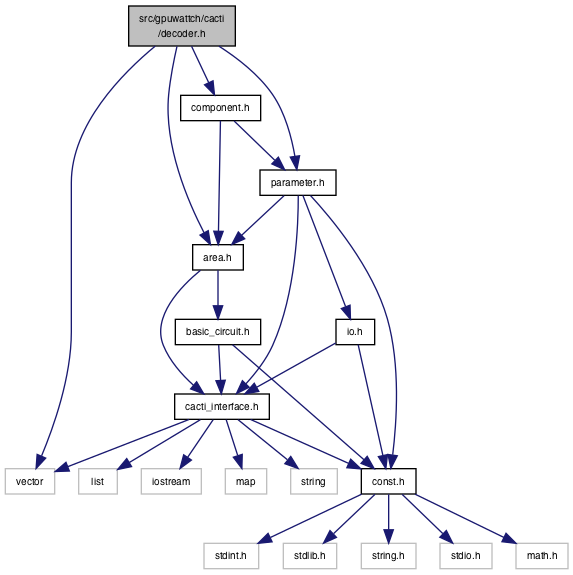 src/gpuwattch/cacti
/decoder.h
component.h
parameter.h
area.h
basic_circuit.h
io.h
cacti_interface.h
vector
list
iostream
map
string
const.h
stdint.h
stdlib.h
string.h
stdio.h
math.h